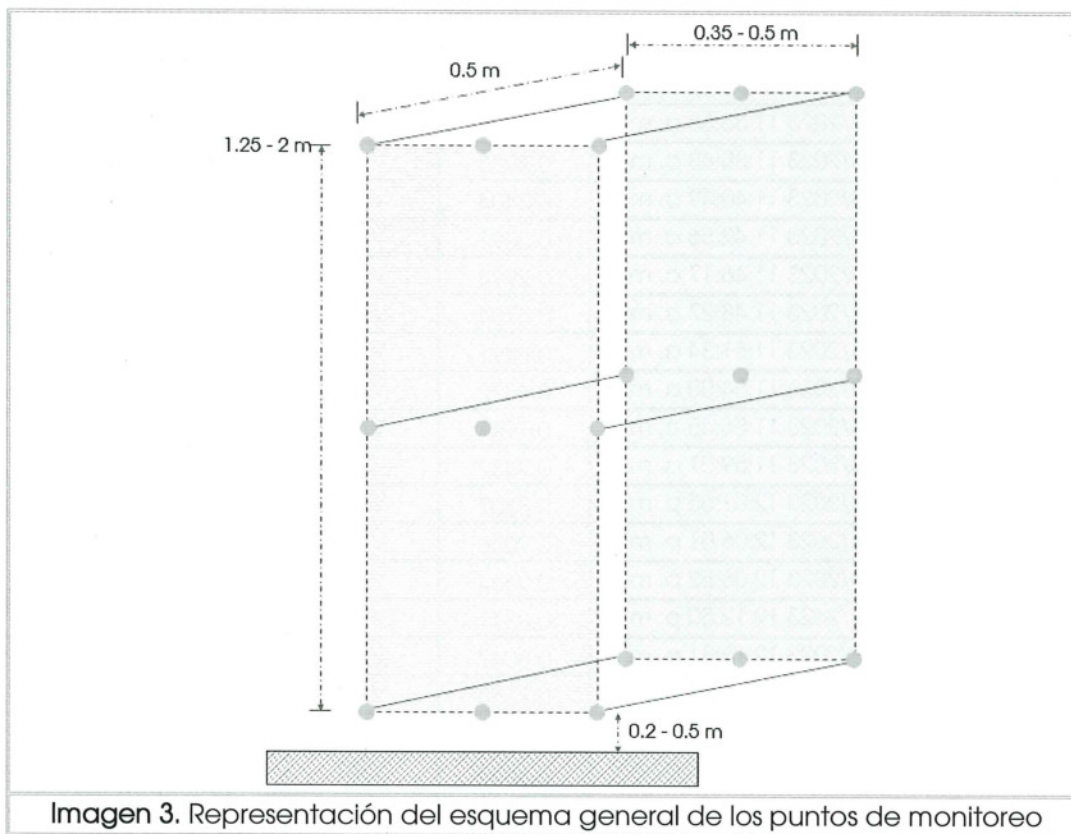 0.35 - 0.5 m
0.5 m
1.25 - 2 m
0.2 - 0.5 m
Imagen 3. Representación del esquema general de los puntos de monitoreo